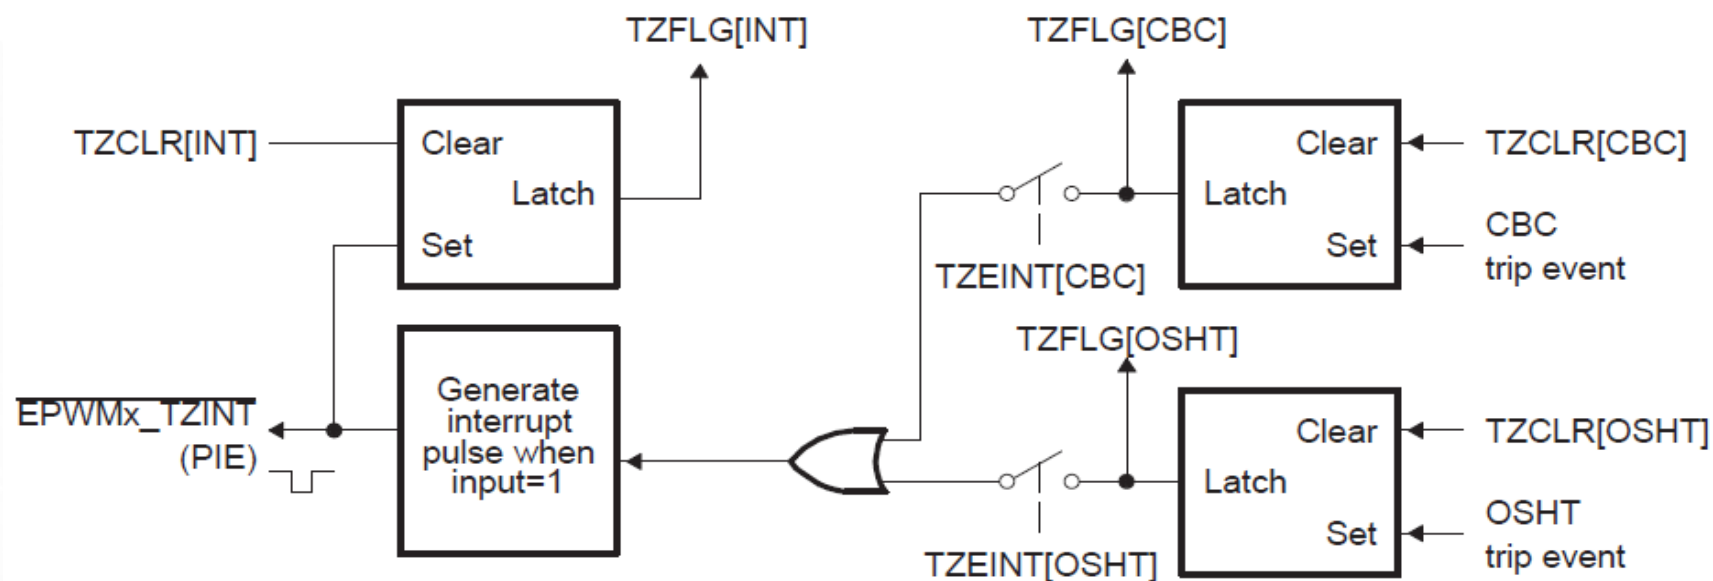 TZFLG[INT]
TZFLG[CBC]
TZCLR[INT]
Clear
Latch
Set
Clear
TZCLR[CBC]
Latch
Set
CBC
trip event
TZEINT[CBC]
TZFLG[OSHT]
EPWMx_TZINT
(PIE)
Generate
interrupt
pulse when
input=1
Clear
TZCLR[OSHT]
Latch
Set
OSHT
trip event
TZEINT[OSHT]